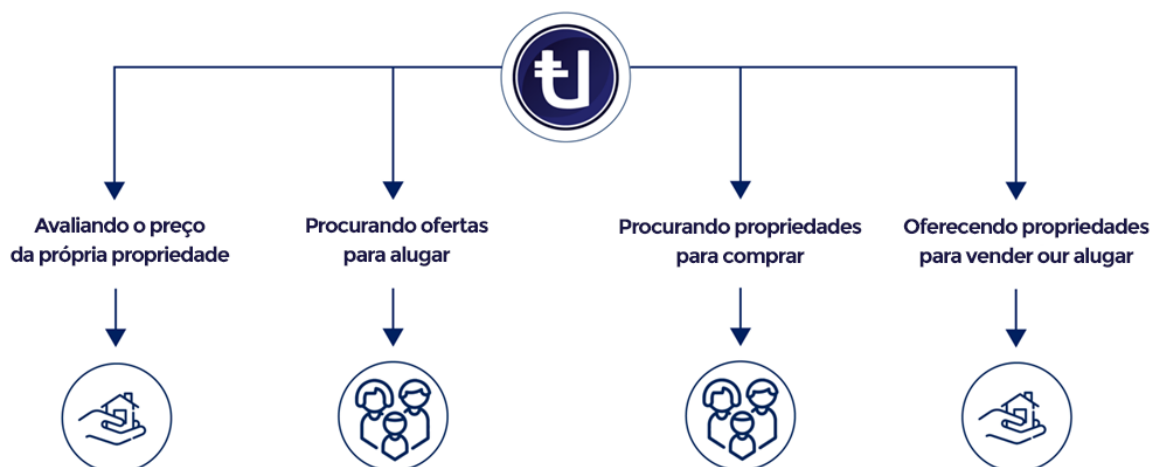 Avaliando o preço
da própria propriedade
Procurando ofertas
para alugar
Procurando propriedades
para comprar
Oferecendo propriedades
para vender our alugar